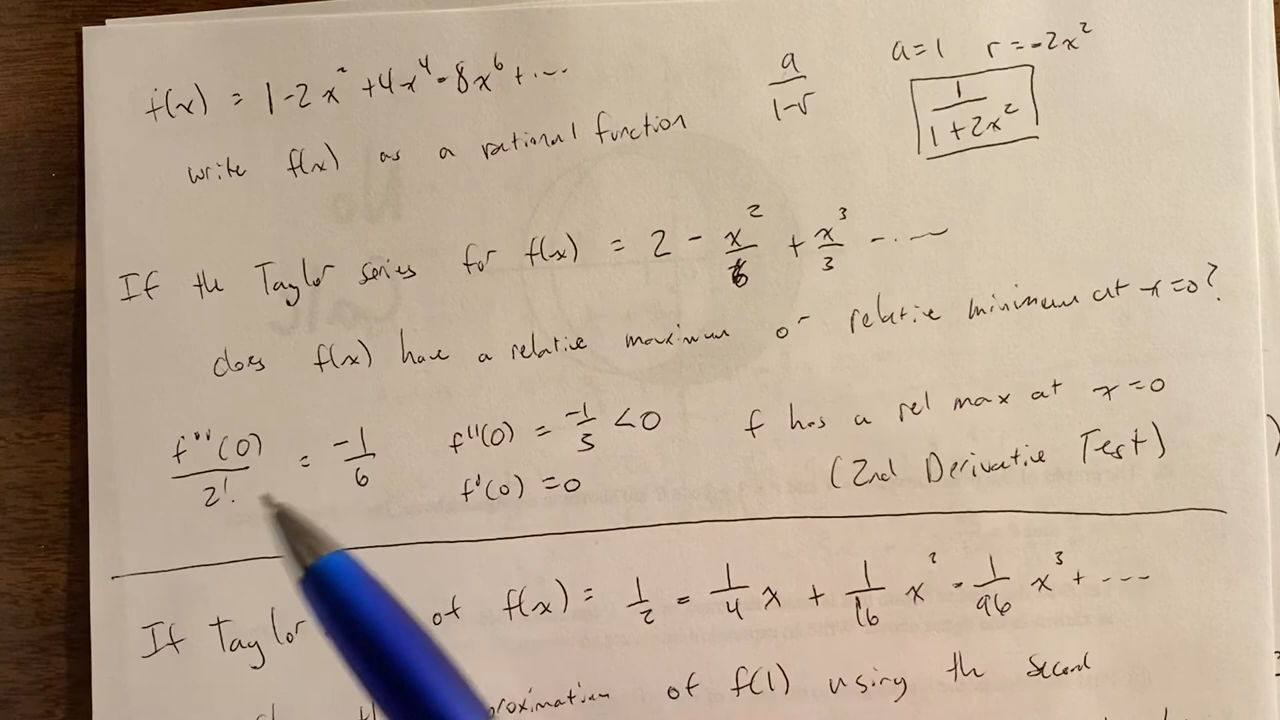 f(x) = 1-2x²+4x⁴-8x⁶+...
a/(1-r)
a=1 r=-2x²
1/(1+2x²)
write f(x) as a rational function
If the Taylor series for f(x) = 2 - x²/6 + x³/3 - ...
does f(x) have a relative maximum or relative minimum at x=0?
f''(0)/2! = -1/6
f''(0) = -1/3 <0
f has a rel max at x=0
f'(0) =0
(2nd Derivative Test)
If Taylor of f(x) = 1/2 - 1/4 x + 1/16 x² - 1/96 x³ + ...
of f(1) using the second